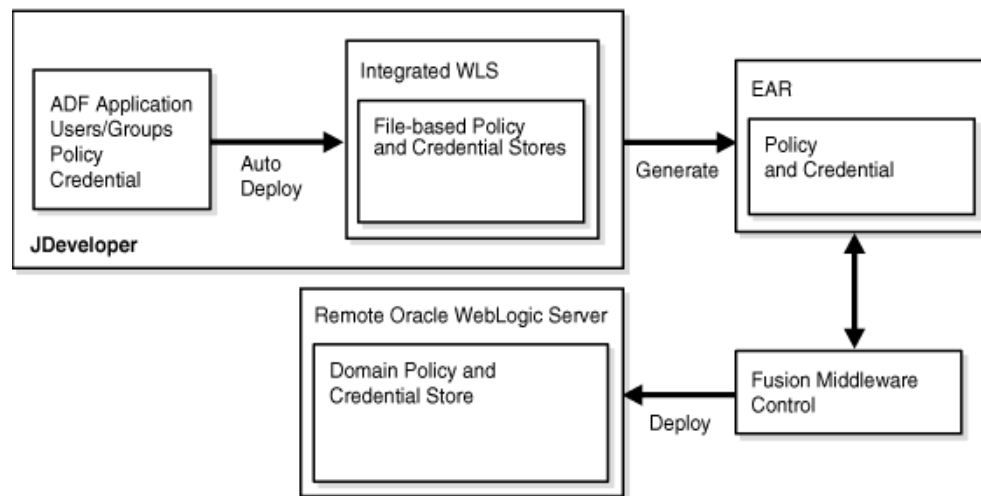 ADF Application
Users/Groups
Policy
Credential
Auto
Deploy
Integrated WLS
File-based Policy
and Credential Stores
JDeveloper
Generate
EAR
Policy
and Credential
Remote Oracle WebLogic Server
Domain Policy and
Credential Store
Deploy
Fusion Middleware
Control